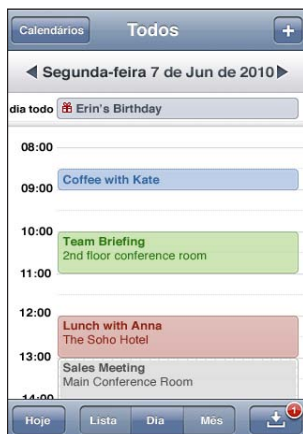 Calendários
Todos
+
Segunda-feira 7 de Jun de 2010
dia todo
Erin's Birthday
08:00
Coffee with Kate
09:00
10:00
Team Briefing
2nd floor conference room
11:00
12:00
Lunch with Anna
The Soho Hotel
13:00
Sales Meeting
Main Conference Room
14:00
Hoje
Lista
Dia
Mês
1